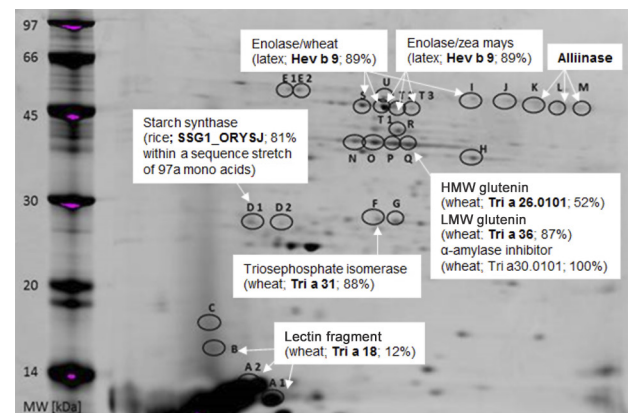 97
66
45
30
20
14
MW [kDa]
Enolase/wheat
(latex; Hev b 9; 89%)
Enolase/zea mays
(latex; Hev b 9; 89%)
Alliinase
E 1 E 2
U
S
T 3
I
J
K
L
M
T 1
R
N
O
P
Q
H
Starch synthase
(rice; SSG1_ORYSJ; 81%
within a sequence stretch
of 97a mono acids)
HMW glutenin
(wheat; Tri a 26.0101; 52%)
LMW glutenin
(wheat; Tri a 36; 87%)
α-amylase inhibitor
(wheat; Tri a30.0101; 100%)
D 1
D 2
F
G
Triosephosphate isomerase
(wheat; Tri a 31; 88%)
C
B
Lectin fragment
(wheat; Tri a 18; 12%)
A 2
A 1